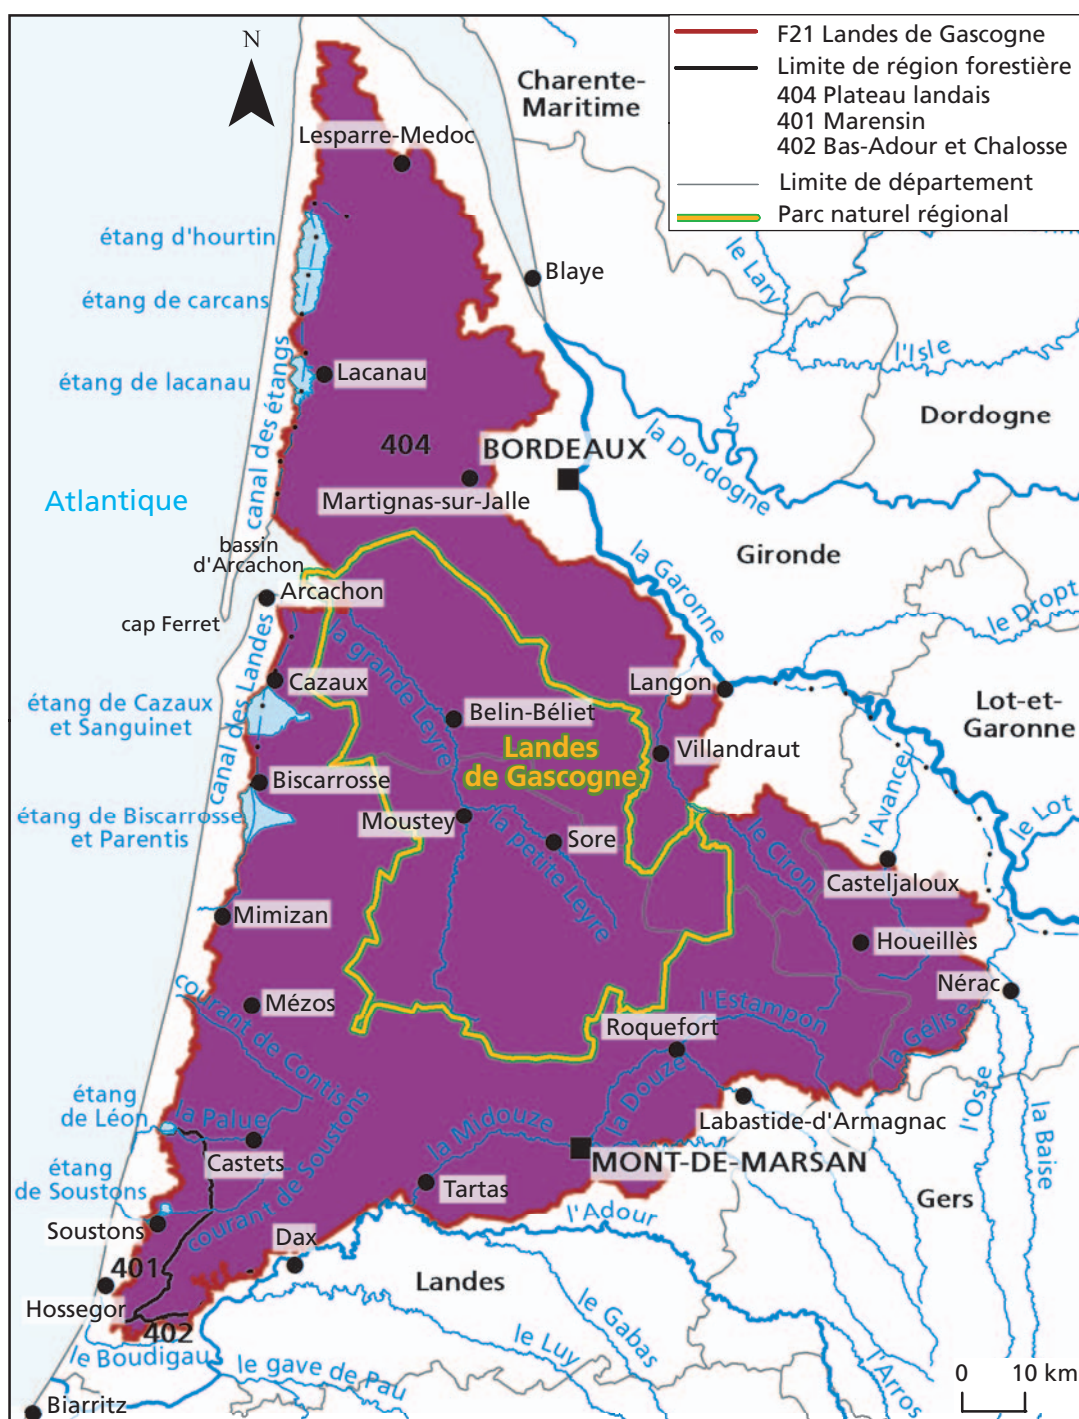 N
F21 Landes de Gascogne
Limite de région forestière
404 Plateau landais
401 Marensin
402 Bas-Adour et Chalosse
Limite de département
Parc naturel régional
Charente-
Maritime
Lesparre-Medoc
étang d'hourtin
le Lary
Blaye
étang de carcans
l'Isle
étang de lacanau
Lacanau
canal des étangs
Dordogne
404
BORDEAUX
la Dordogne
Martignas-sur-Jalle
Atlantique
bassin
d'Arcachon
Gironde
la Garonne
Arcachon
le Dropt
cap Ferret
la grande Leyre
canal des Landes
Cazaux
Langon
étang de Cazaux
et Sanguinet
Belin-Béliet
Lot-et-
Garonne
Landes
de Gascogne
Villandraut
Biscarrosse
l'Avance
étang de Biscarrosse
et Parentis
Moustey
la petite Leyre
Sore
le Ciron
le Lot
Casteljaloux
Mimizan
Houeillès
Nérac
courant de Contis
Mézos
l'Estampon
Roquefort
la Gélise
la Douze
étang
de Léon
la Palue
Labastide-d'Armagnac
l'Osse
la Baise
la Midouze
Castets
courant de Soustons
MONT-DE-MARSAN
étang
de Soustons
Tartas
Gers
Soustons
l'Adour
Dax
401
Landes
Hossegor
402
le Gabas
le Luy
le Boudigau
le gave de Pau
l'Arros
0 10 km
Biarritz